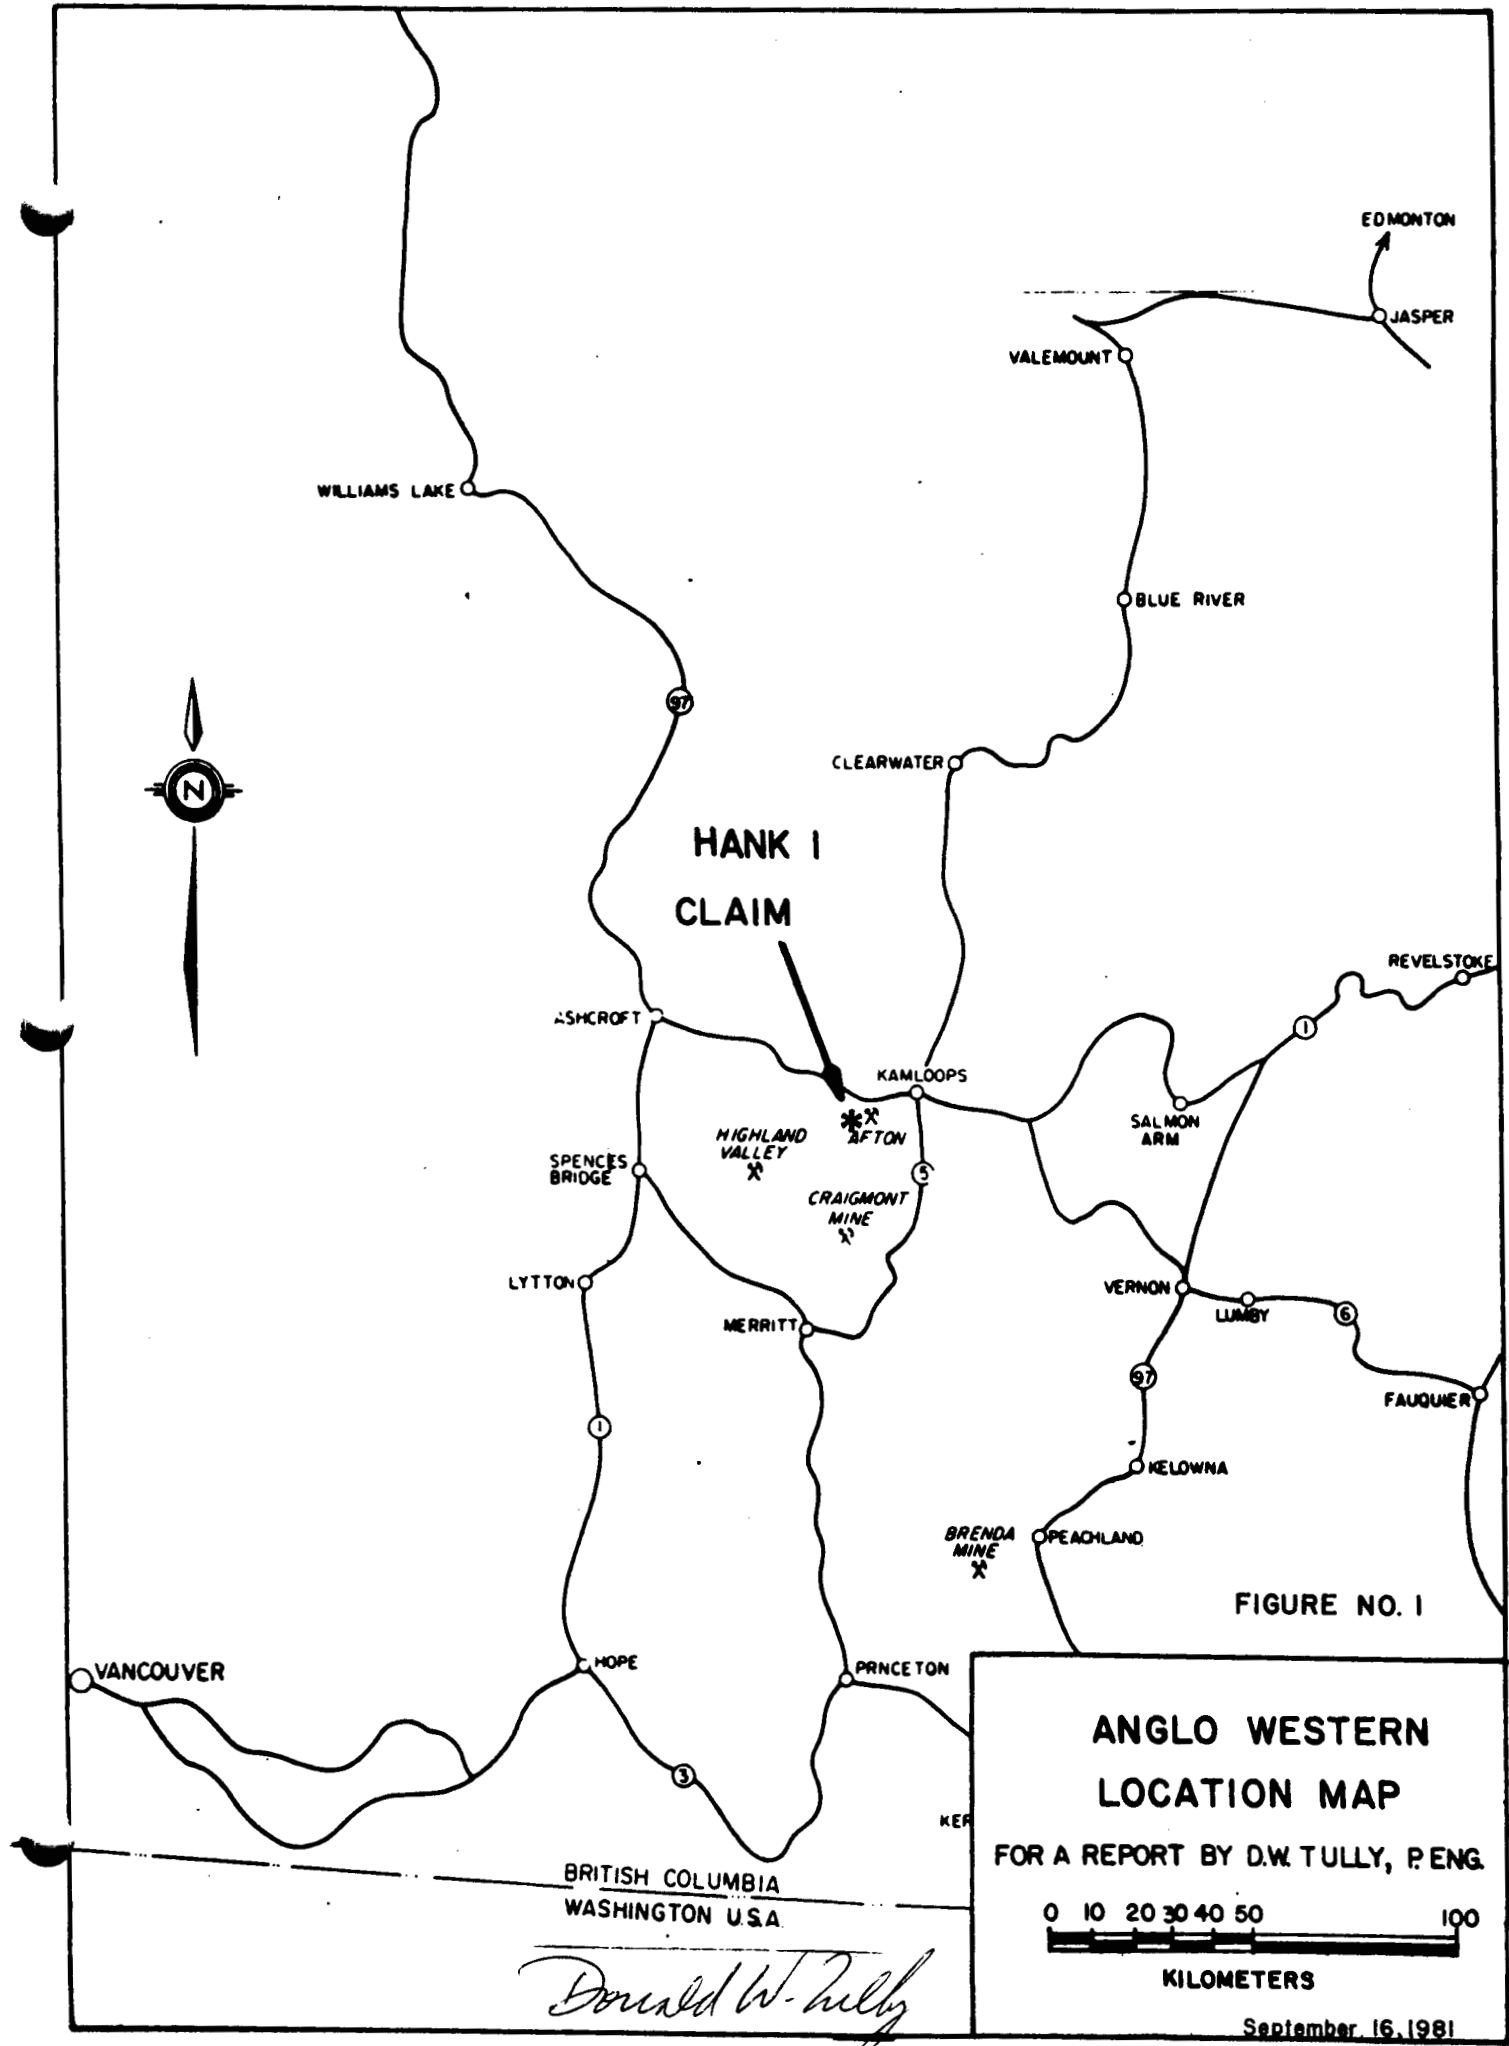 EDMONTON
JASPER
VALEMOUNT
WILLIAMS LAKE
BLUE RIVER
97
CLEARWATER
N
HANK 1
CLAIM
REVELSTOKE
ASHCROFT
1
KAMLOOPS
SALMON
ARM
HIGHLAND
VALLEY
AFTON
SPENCES
BRIDGE
5
CRAIGMONT
MINE
LYTTON
VERNON
LUMBY
6
MERRITT
97
FAUQUIER
1
KELOWNA
BRENDA
MINE
PEACHLAND
FIGURE NO. 1
VANCOUVER
HOPE
PRNCETON
3
KER
ANGLO WESTERN
LOCATION MAP
FOR A REPORT BY D.W. TULLY, P. ENG.
BRITISH COLUMBIA
WASHINGTON U.S.A.
0 10 20 30 40 50 100
KILOMETERS
Donald W. Tully
September, 16, 1981